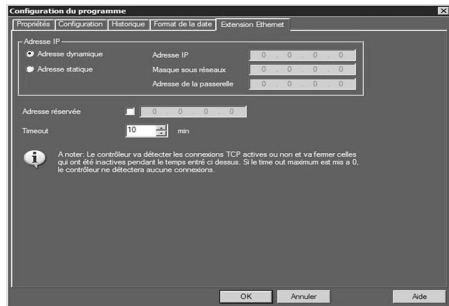 Configuration du programme
Propriétés Configuration Historique Format de la date Extension Ethernet
Adresse IP
Adresse dynamique Adresse IP 0 . 0 . 0 . 0
Adresse statique Masque sous réseaux 0 . 0 . 0 . 0
Adresse de la passerelle 0 . 0 . 0 . 0
Adresse réservée 0 . 0 . 0 . 0
Timeout 10 min
A noter: Le contrôleur va détecter les connexions TCP actives ou non et va fermer celles
qui ont été inactives pendant le temps entré ci dessus. Si le time out maximum est mis a 0,
le contrôleur ne détectera aucune connexions.
OK Annuler Aide